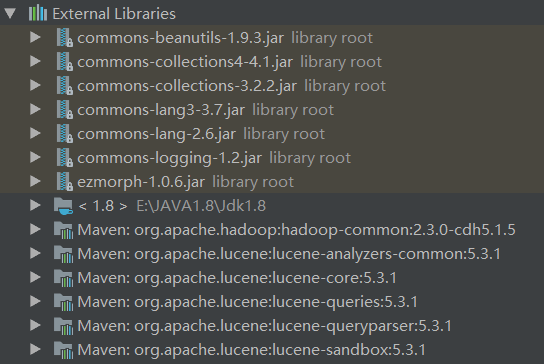 External Libraries
commons-beanutils-1.9.3.jar library root
commons-collections4-4.1.jar library root
commons-collections-3.2.2.jar library root
commons-lang3-3.7.jar library root
commons-lang-2.6.jar library root
commons-logging-1.2.jar library root
ezmorph-1.0.6.jar library root
< 1.8 > E:\JAVA1.8\Jdk1.8
Maven: org.apache.hadoop:hadoop-common:2.3.0-cdh5.1.5
Maven: org.apache.lucene:lucene-analyzers-common:5.3.1
Maven: org.apache.lucene:lucene-core:5.3.1
Maven: org.apache.lucene:lucene-queries:5.3.1
Maven: org.apache.lucene:lucene-queryparser:5.3.1
Maven: org.apache.lucene:lucene-sandbox:5.3.1